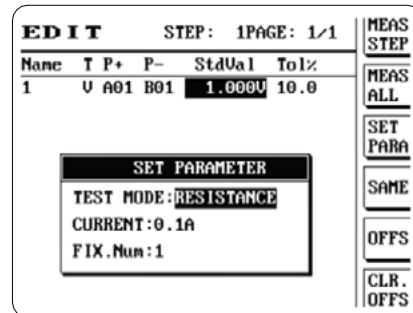 EDIT STEP: 1PAGE: 1/1
Name T P+ P- StdVal Tol%
1 V A01 B01 1.000V 10.0
SET PARAMETER
TEST MODE:RESISTANCE
CURRENT:0.1A
FIX.Num:1
MEAS
STEP
MEAS
ALL
SET
PARA
SAME
OFFS
CLR.
OFFS